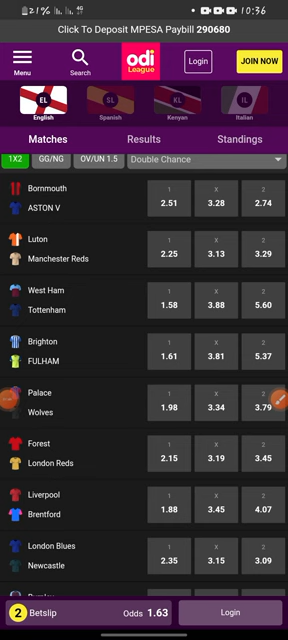 21%
4G
10:36
Click To Deposit MPESA Paybill 290680
Menu
Search
odi
League
Login
JOIN NOW
EL
SL
KL
IL
English
Spanish
Kenyan
Italian
Matches
Results
Standings
1X2
GG/NG
OV/UN 1.5
Double Chance
1 X 2
Bornmouth
ASTON V
2.51 3.28 2.74
1 X 2
Luton
Manchester Reds
2.25 3.13 3.29
1 X 2
West Ham
Tottenham
1.58 3.88 5.60
1 X 2
Brighton
FULHAM
1.61 3.81 5.37
1 X 2
Palace
Wolves
1.98 3.34 3.79
1 X 2
Forest
London Reds
2.15 3.19 3.45
1 X 2
Liverpool
Brentford
1.88 3.45 4.07
1 X 2
London Blues
Newcastle
2.35 3.15 3.09
2 Betslip Odds 1.63
Login